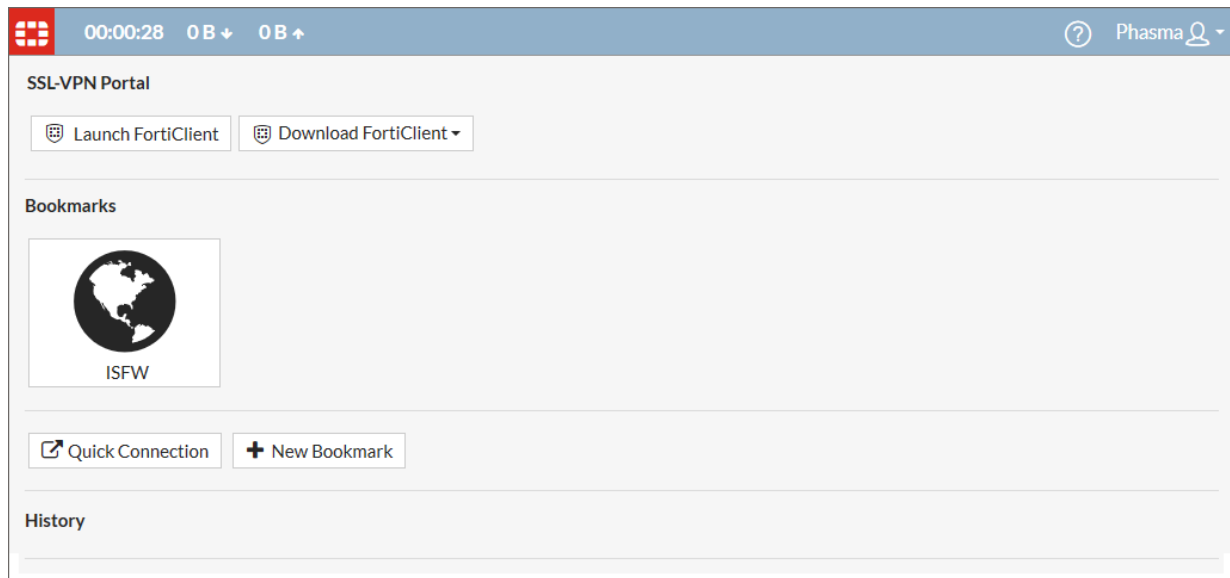 00:00:28 0 B 0 B ? Phasma
SSL-VPN Portal
Launch FortiClient Download FortiClient
Bookmarks
ISFW
Quick Connection New Bookmark
History